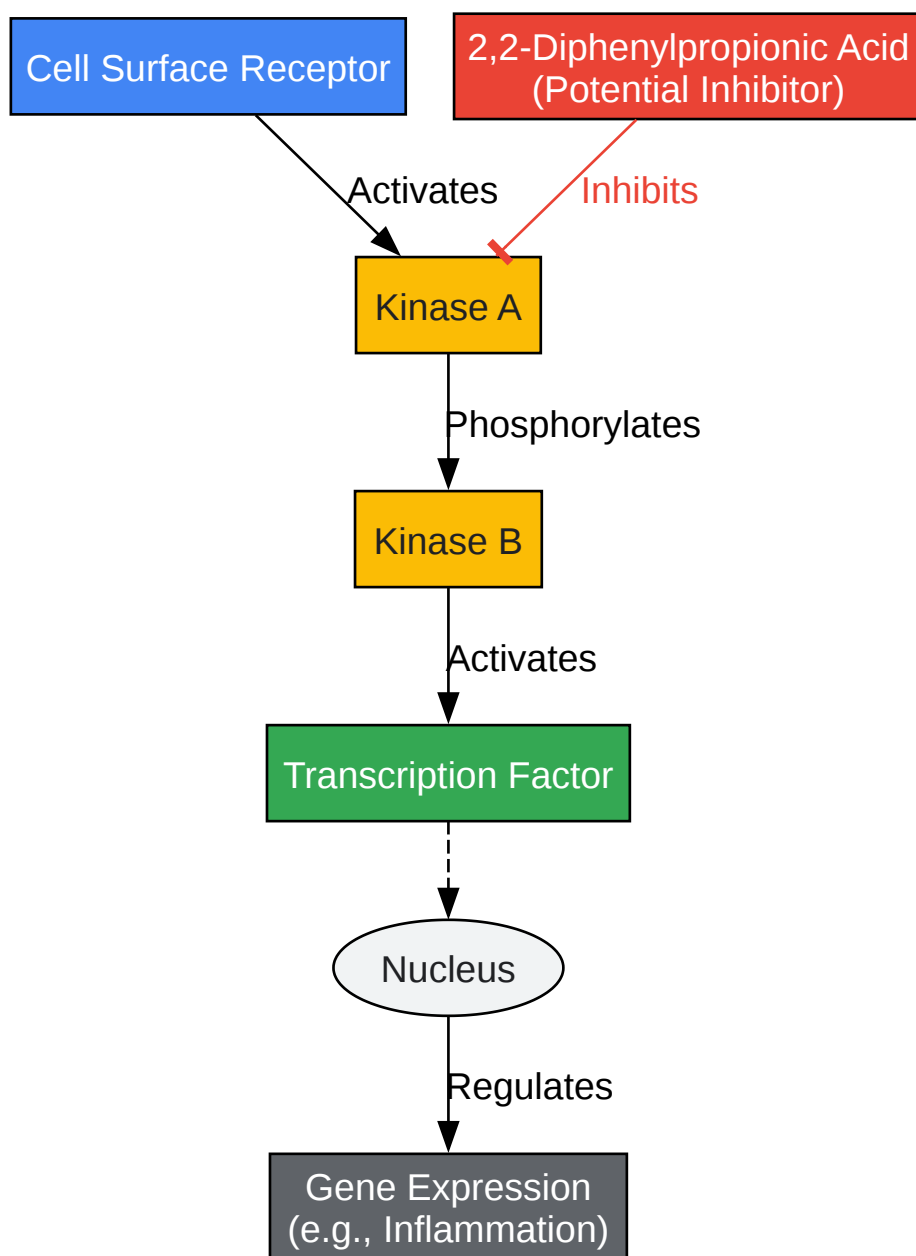 Cell Surface Receptor
2,2-Diphenylpropionic Acid
(Potential Inhibitor)
Activates
Inhibits
Kinase A
Phosphorylates
Kinase B
Activates
Transcription Factor
Nucleus
Regulates
Gene Expression
(e.g., Inflammation)